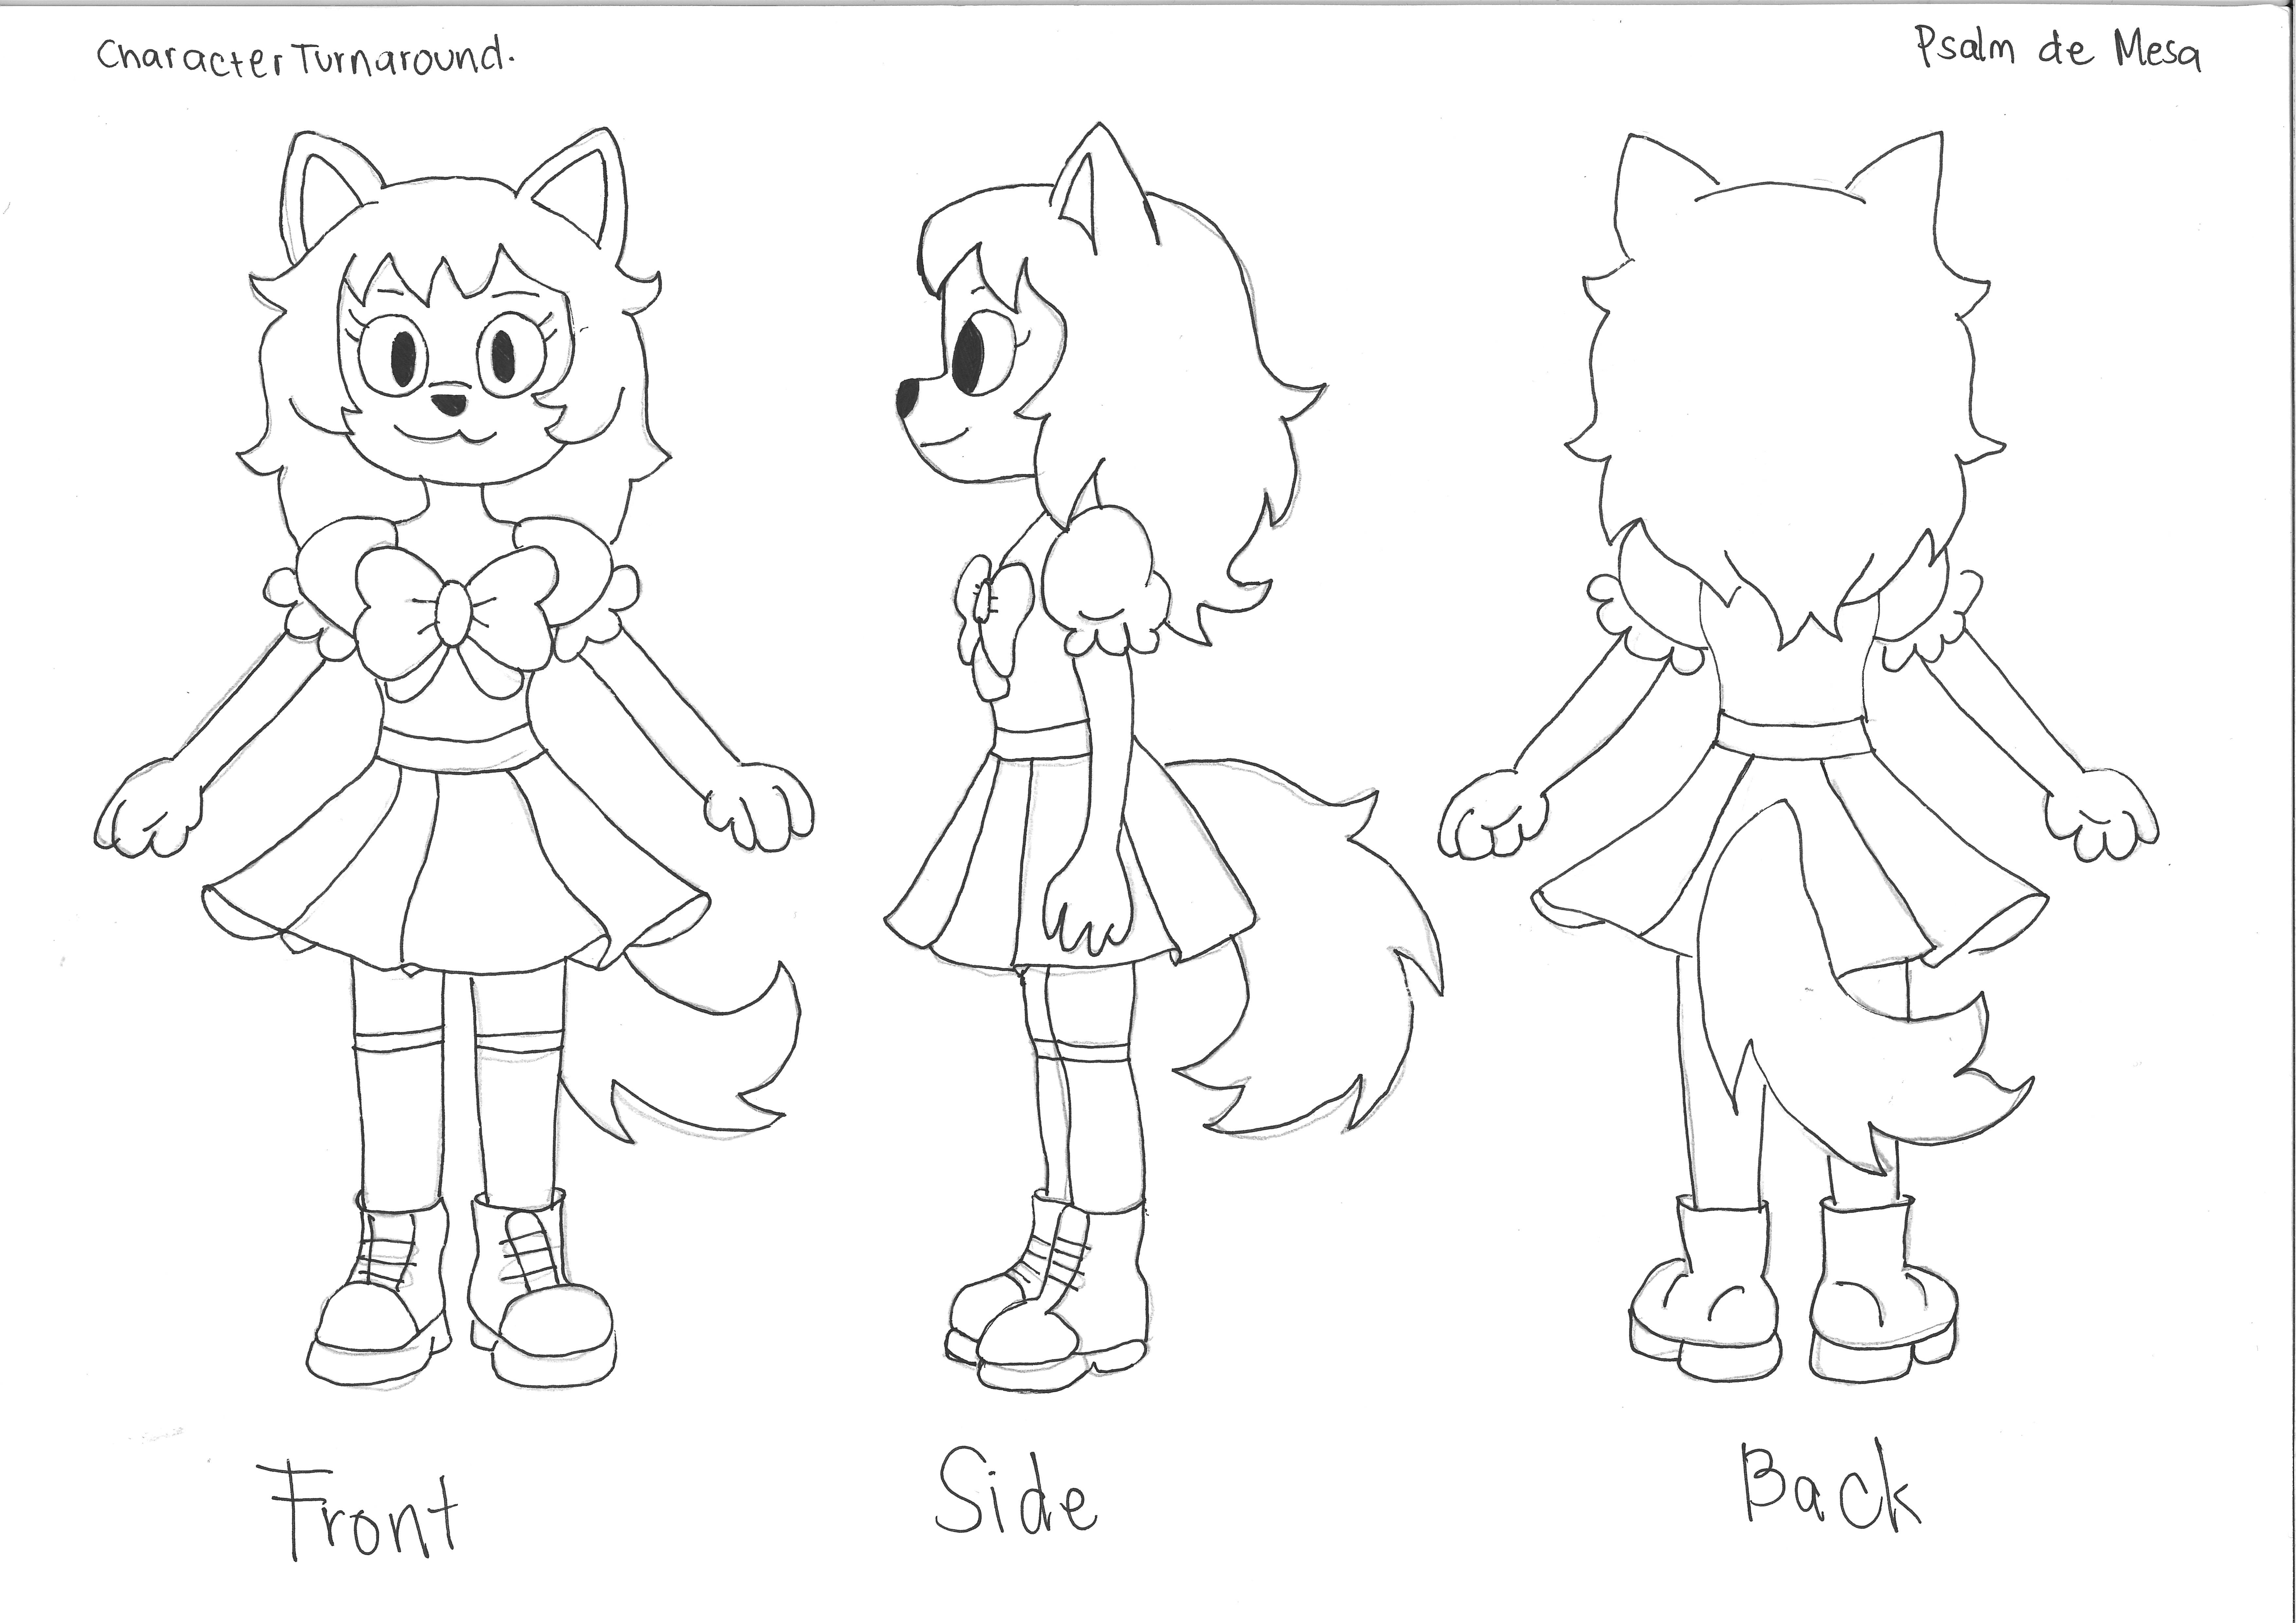 Character Turnaround.
Psalm de Mesa
Front
Side
Back